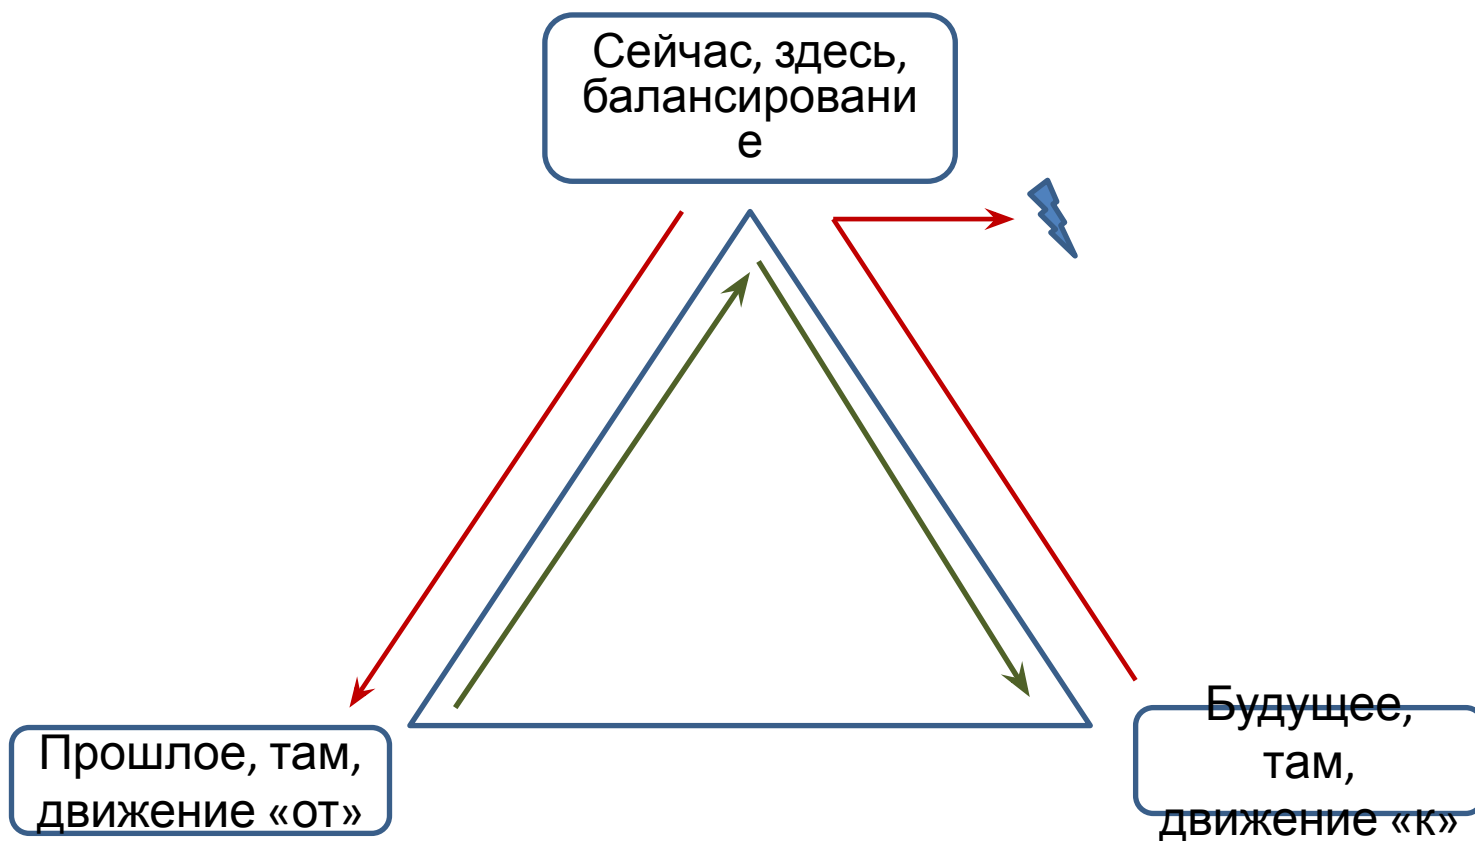 Сейчас, здесь,
балансировани
е
Прошлое, там,
движение «от»
Будущее,
там,
движение «к»